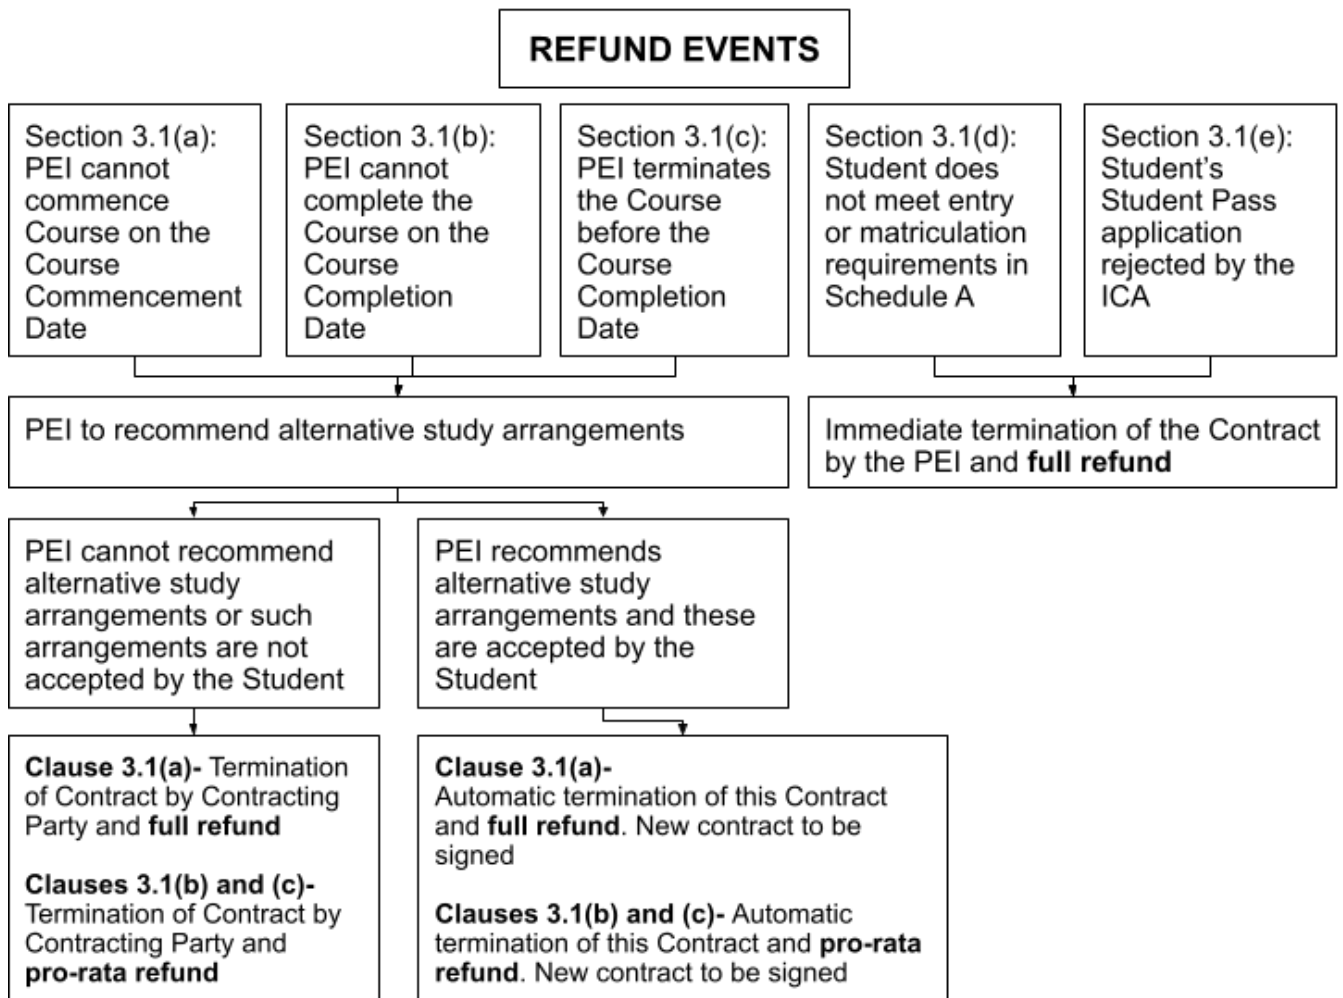 REFUND EVENTS
Section 3.1(a):
PEI cannot
commence
Course on the
Course
Commencement
Date
Section 3.1(b):
PEI cannot
complete the
Course on the
Course
Completion
Date
Section 3.1(c):
PEI terminates
the Course
before the
Course
Completion
Date
Section 3.1(d):
Student does
not meet entry
or matriculation
requirements in
Schedule A
Section 3.1(e):
Student’s
Student Pass
application
rejected by the
ICA
PEI to recommend alternative study arrangements
Immediate termination of the Contract
by the PEI and full refund
PEI cannot recommend
alternative study
arrangements or such
arrangements are not
accepted by the Student
PEI recommends
alternative study
arrangements and these
are accepted by the
Student
Clause 3.1(a)- Termination
of Contract by Contracting
Party and full refund
Clauses 3.1(b) and (c)-
Termination of Contract by
Contracting Party and
pro-rata refund
Clause 3.1(a)-
Automatic termination of this Contract
and full refund. New contract to be
signed
Clauses 3.1(b) and (c)- Automatic
termination of this Contract and pro-rata
refund. New contract to be signed